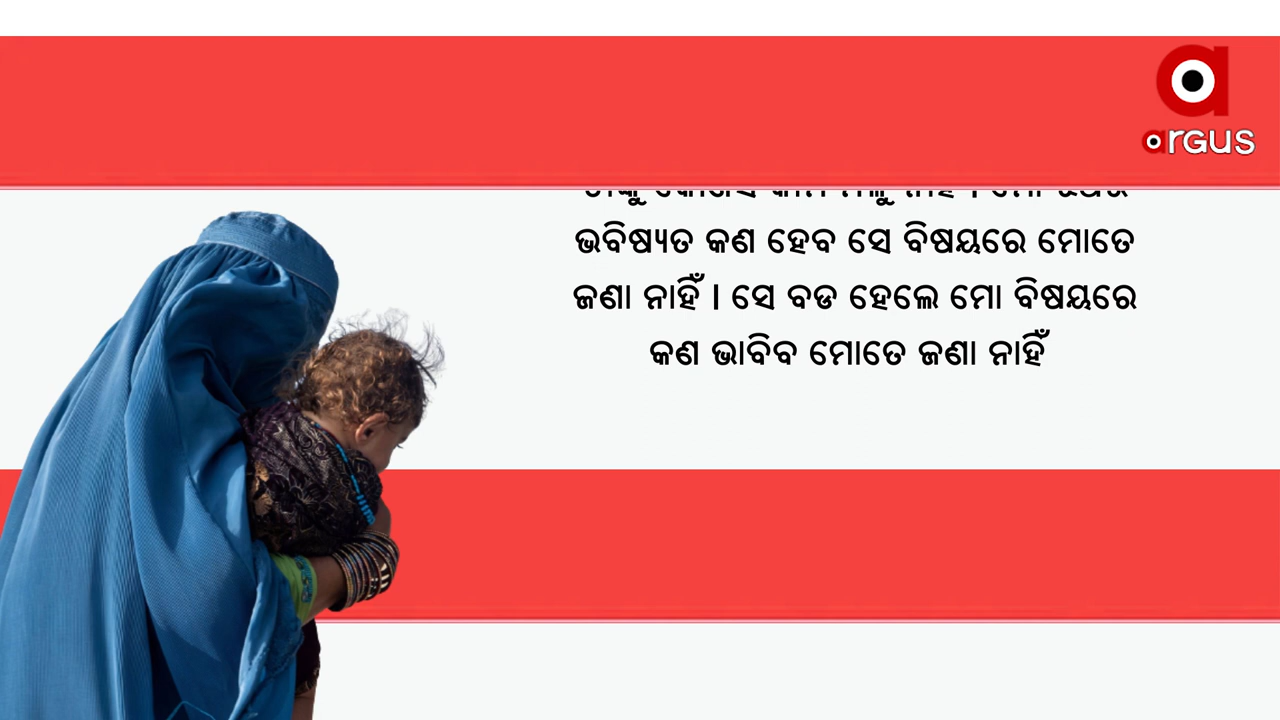 argus
ଭବିଷ୍ୟତ କଣ ହେବ ସେ ବିଷୟରେ ମୋତେ
ଜଣା ନାହିଁ । ସେ ବଡ ହେଲେ ମୋ ବିଷୟରେ
କଣ ଭାବିବ ମୋତେ ଜଣା ନାହିଁ